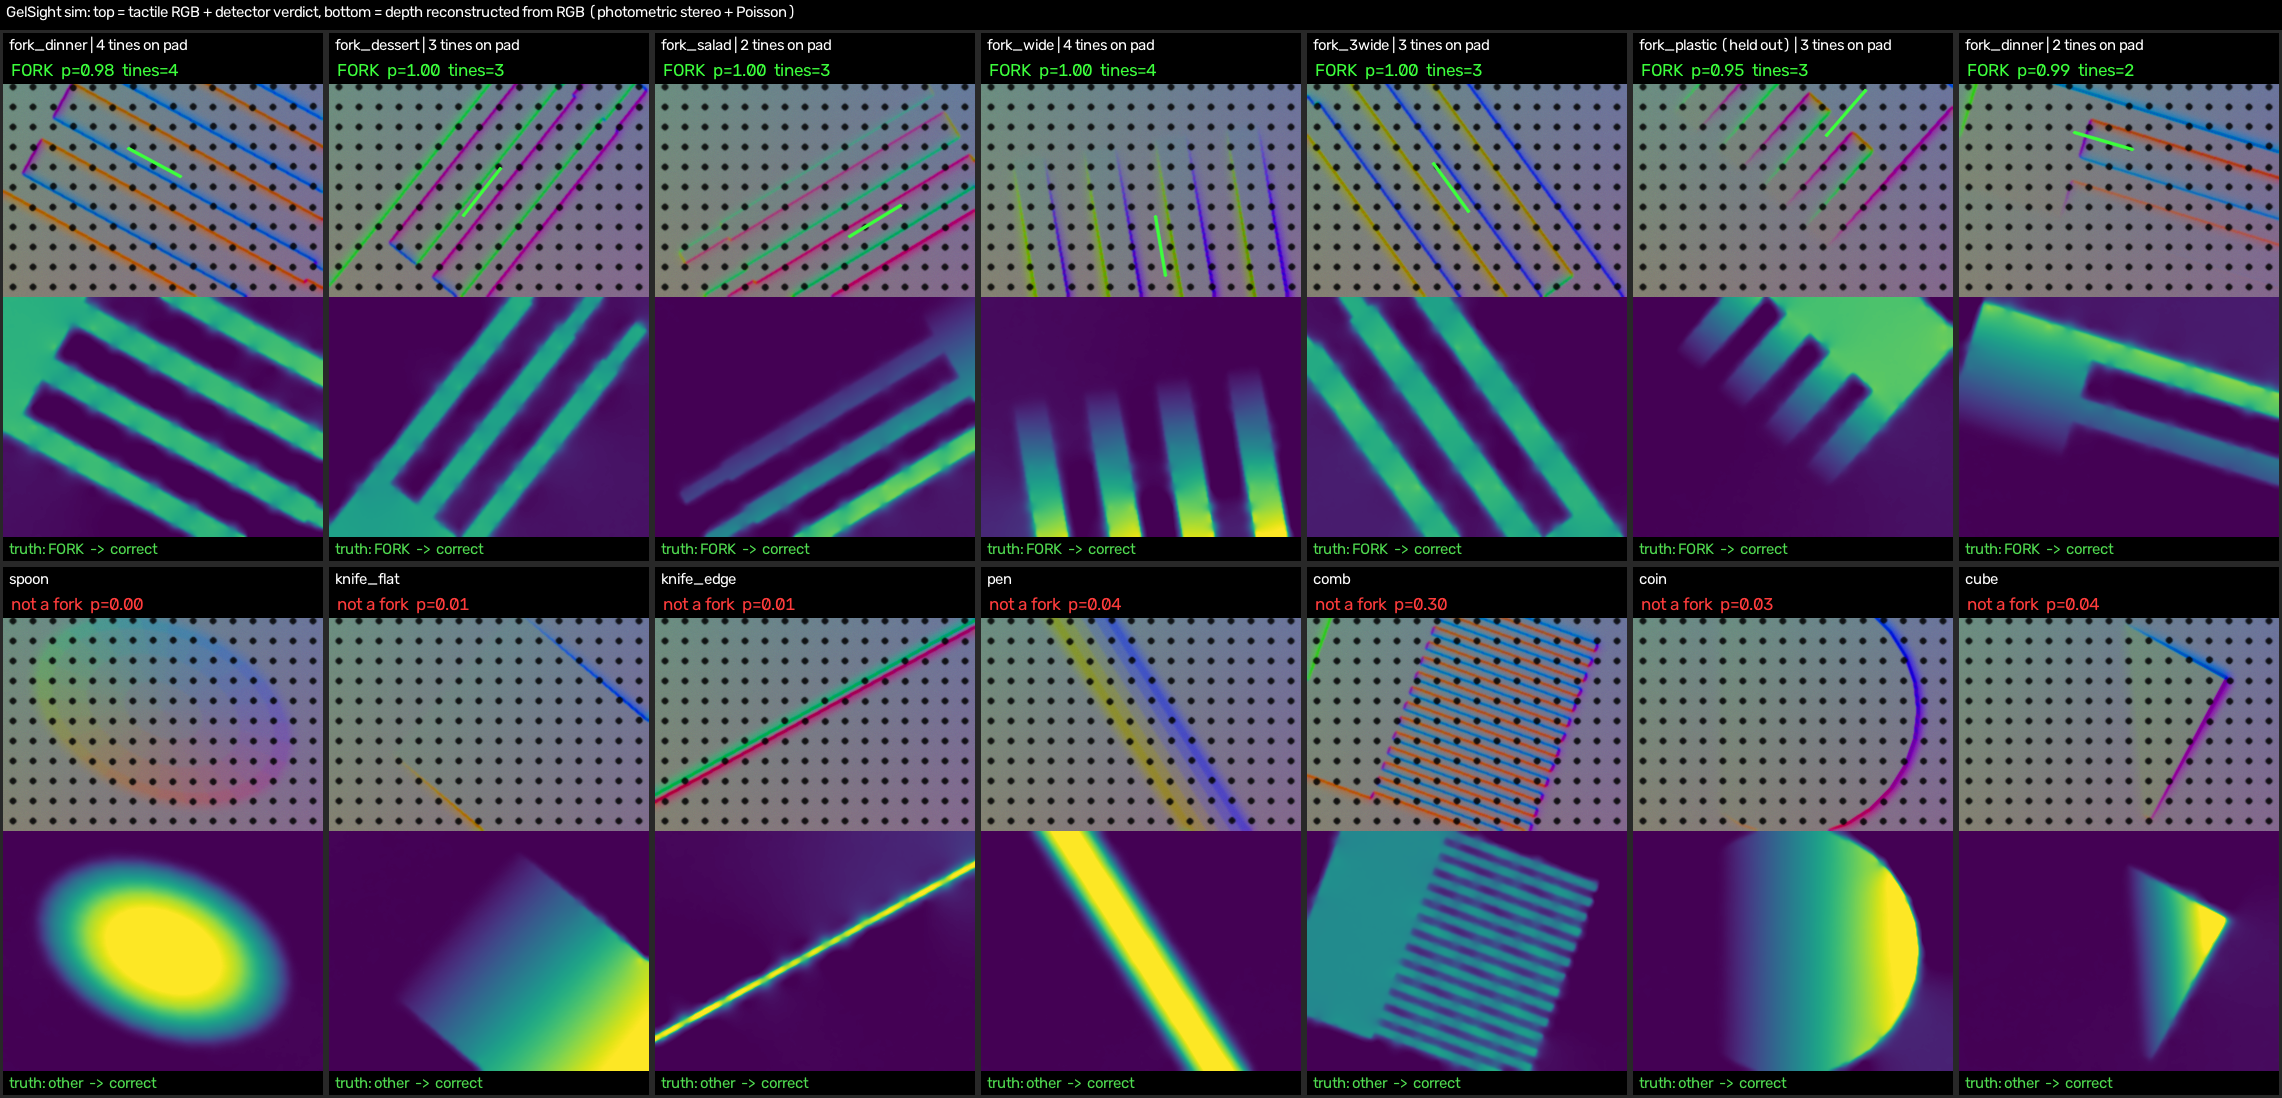 GelSight sim: top = tactile RGB + detector verdict, bottom = depth reconstructed from RGB (photometric stereo + Poisson)
fork_dinner | 4 tines on pad
FORK p=0.98 tines=4
truth: FORK -> correct
fork_dessert | 3 tines on pad
FORK p=1.00 tines=3
truth: FORK -> correct
fork_salad | 2 tines on pad
FORK p=1.00 tines=3
truth: FORK -> correct
fork_wide | 4 tines on pad
FORK p=1.00 tines=4
truth: FORK -> correct
fork_3wide | 3 tines on pad
FORK p=1.00 tines=3
truth: FORK -> correct
fork_plastic (held out) | 3 tines on pad
FORK p=0.95 tines=3
truth: FORK -> correct
fork_dinner | 2 tines on pad
FORK p=0.99 tines=2
truth: FORK -> correct
spoon
not a fork p=0.00
truth: other -> correct
knife_flat
not a fork p=0.01
truth: other -> correct
knife_edge
not a fork p=0.01
truth: other -> correct
pen
not a fork p=0.04
truth: other -> correct
comb
not a fork p=0.30
truth: other -> correct
coin
not a fork p=0.03
truth: other -> correct
cube
not a fork p=0.04
truth: other -> correct